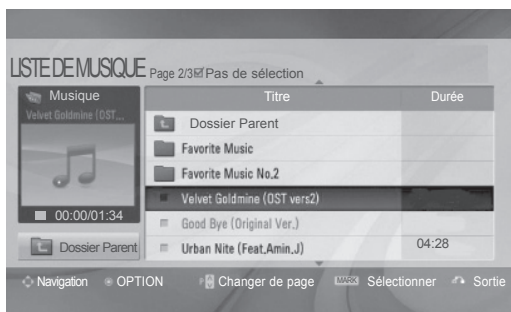 LISTE DE MUSIQUE Page 2/3 Pas de sélection
Musique
Velvet Goldmine (OST...
00:00/01:34
Dossier Parent
Titre Durée
Dossier Parent
Favorite Music
Favorite Music No.2
Velvet Goldmine (OST vers2)
Good Bye (Original Ver.)
Urban Nite (Feat.Amin.J) 04:28
Navigation OPTION P Changer de page MARK Sélectionner Sortie